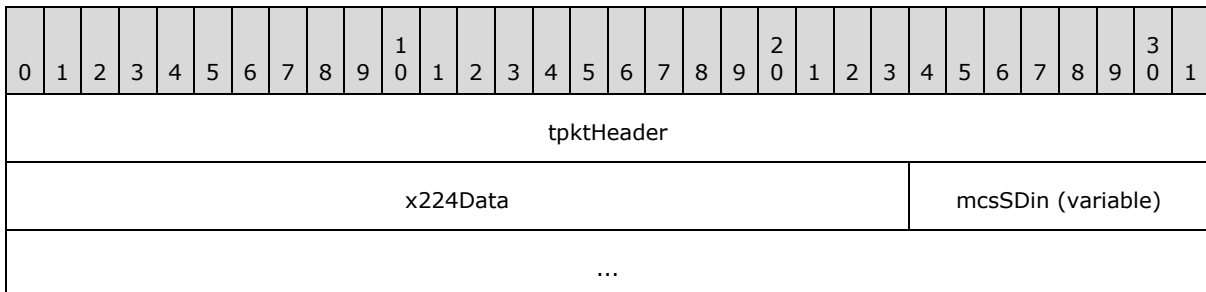 1 2 3
0 1 2 3 4 5 6 7 8 9 0 1 2 3 4 5 6 7 8 9 0 1 2 3 4 5 6 7 8 9 0 1
tpktHeader
x224Data mcsSDin (variable)
...